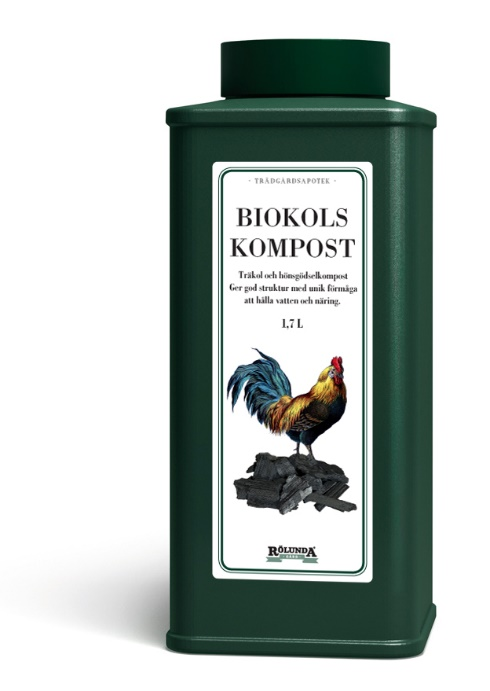 · TRÄDGÅRDSAPOTEK ·
BIOKOLS
KOMPOST
Träkol och hönsgödselkompost
Ger god struktur med unik förmåga
att hålla vatten och näring.
1,7 L
RÖLUNDA